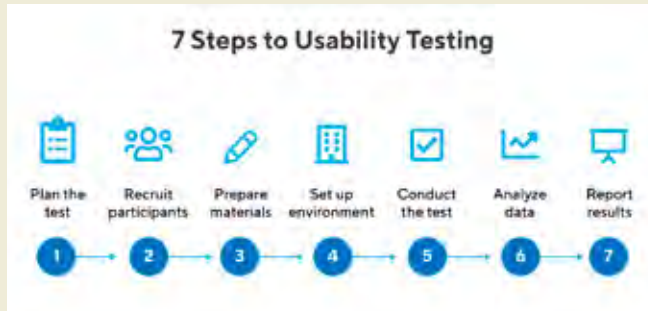 7 Steps to Usability Testing
Plan the
test
Recruit
participants
Prepare
materials
Set up
environment
Conduct
the test
Analyze
data
Report
results
1
2
3
4
5
6
7